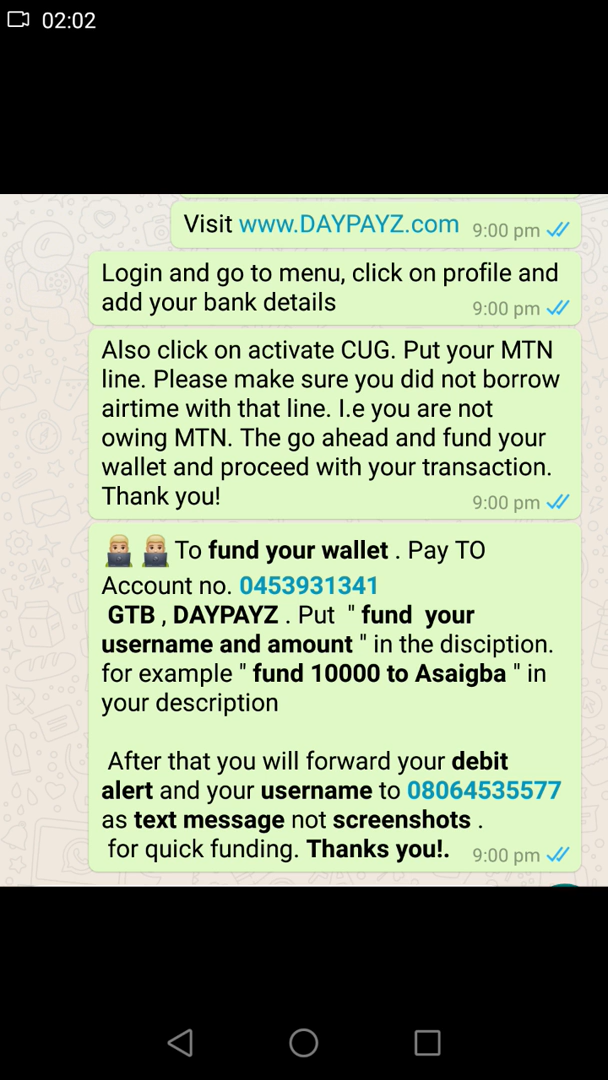 02:02
Visit www.DAYPAYZ.com 9:00 pm
Login and go to menu, click on profile and
add your bank details 9:00 pm
Also click on activate CUG. Put your MTN
line. Please make sure you did not borrow
airtime with that line. I.e you are not
owing MTN. The go ahead and fund your
wallet and proceed with your transaction.
Thank you! 9:00 pm
To fund your wallet . Pay TO
Account no. 0453931341
GTB , DAYPAYZ . Put " fund your
username and amount " in the disciption.
for example " fund 10000 to Asaigba " in
your description
After that you will forward your debit
alert and your username to 08064535577
as text message not screenshots .
for quick funding. Thanks you!. 9:00 pm